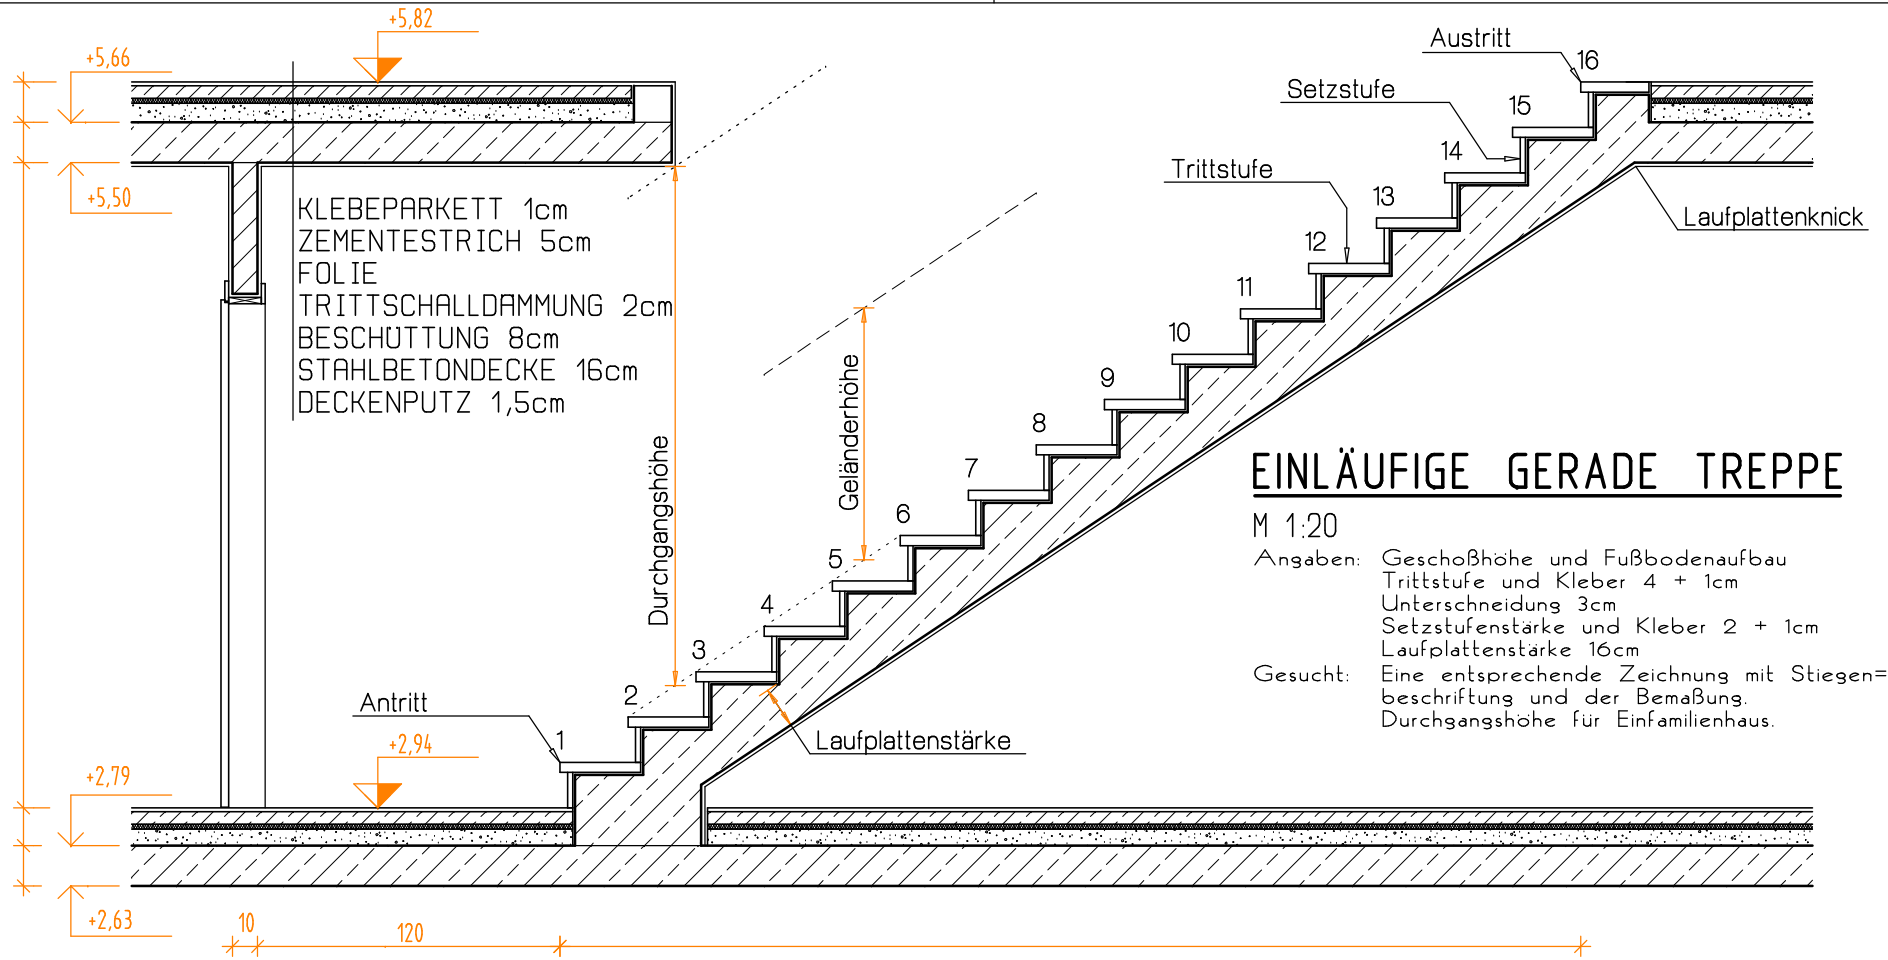 +5,82
+5,66
+5,50
KLEBEPARKETT 1cm
ZEMENTESTRICH 5cm
FOLIE
TRITTSCHALLDÄMMUNG 2cm
BESCHÜTTUNG 8cm
STAHLBETONDECKE 16cm
DECKENPUTZ 1,5cm
Durchgangshöhe
Geländerhöhe
Austritt
Setzstufe
Trittstufe
Laufplattenknick
16
15
14
13
12
11
10
9
8
7
6
5
4
3
2
1
Antritt
Laufplattenstärke
EINLÄUFIGE GERADE TREPPE
M 1:20
Angaben: Geschoßhöhe und Fußbodenaufbau
Trittstufe und Kleber 4 + 1cm
Unterschneidung 3cm
Setzstufenstärke und Kleber 2 + 1cm
Laufplattenstärke 16cm
Gesucht: Eine entsprechende Zeichnung mit Stiegen=
beschriftung und der Bemaßung.
Durchgangshöhe für Einfamilienhaus.
+2,94
+2,79
+2,63
10
120